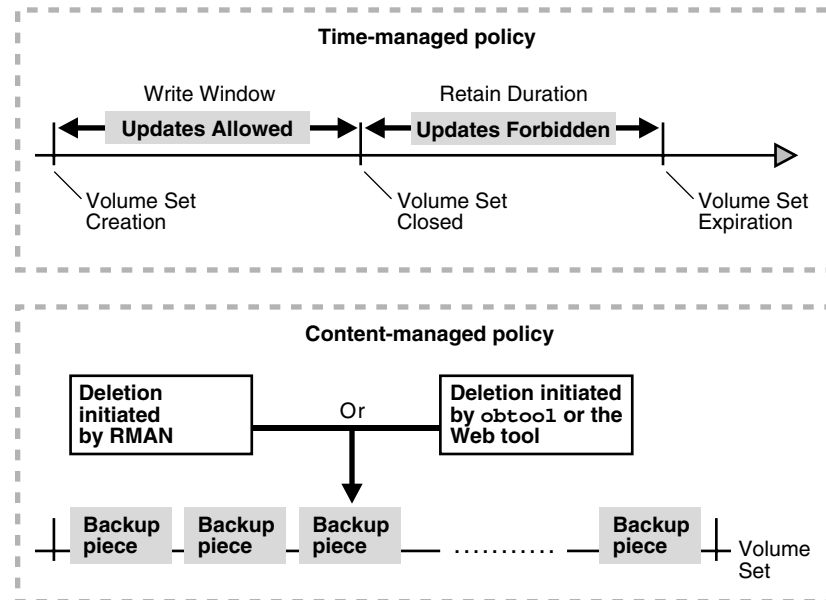 Time-managed policy
Write Window
Retain Duration
Updates Allowed
Updates Forbidden
Volume Set
Creation
Volume Set
Closed
Volume Set
Expiration
Content-managed policy
Deletion
initiated
by RMAN
Or
Deletion initiated
by obtool or the
Web tool
Backup
piece
Backup
piece
Backup
piece
...........
Backup
piece
Volume
Set